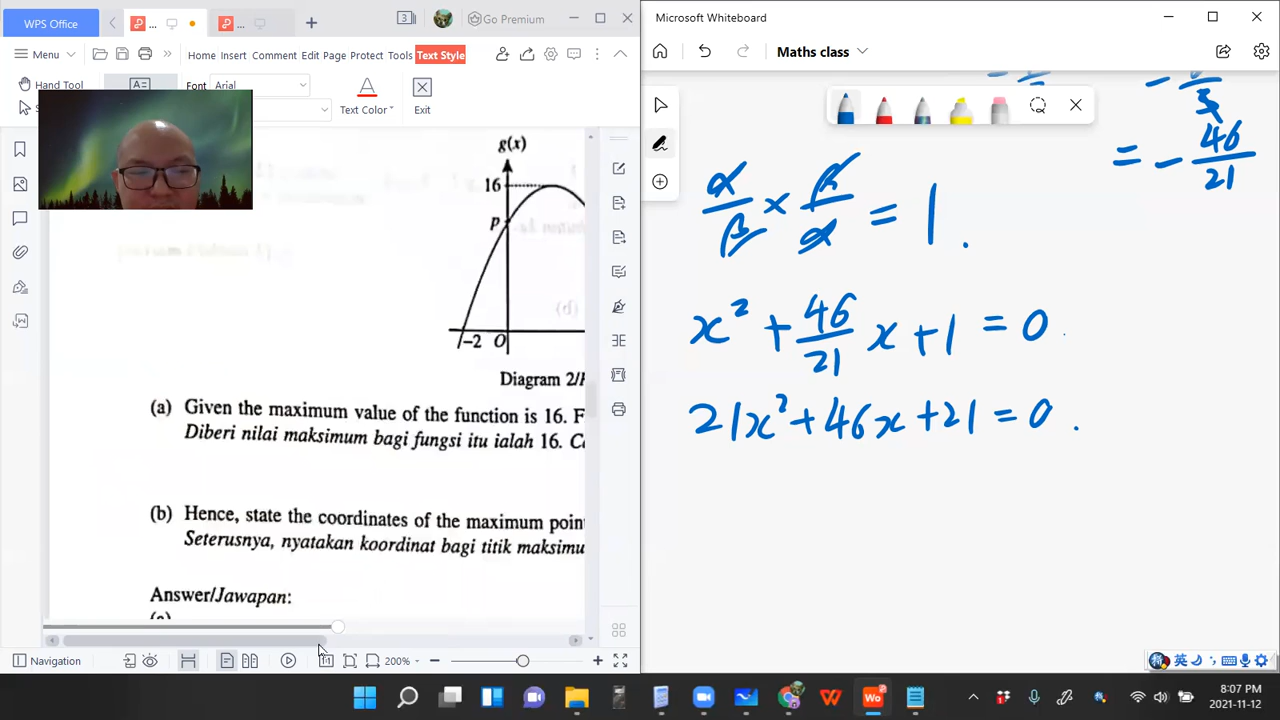 WPS Office
...
...
3
Go Premium
Menu
Home Insert Comment Edit Page Protect Tools Text Style
Hand Tool
Font Arial
Text Color
Exit
g(x)
16
p
-2 O
Diagram 2/
(a) Given the maximum value of the function is 16. F
Diberi nilai maksimum bagi fungsi itu ialah 16. C
(b) Hence, state the coordinates of the maximum poin
Seterusnya, nyatakan koordinat bagi titik maksimu
Answer/Jawapan:
Navigation
200%
Microsoft Whiteboard
Maths class
= - 46/21
α/β × β/α = 1.
x² + 46/21 x + 1 = 0
21x² + 46x + 21 = 0.
英
8:07 PM
2021-11-12